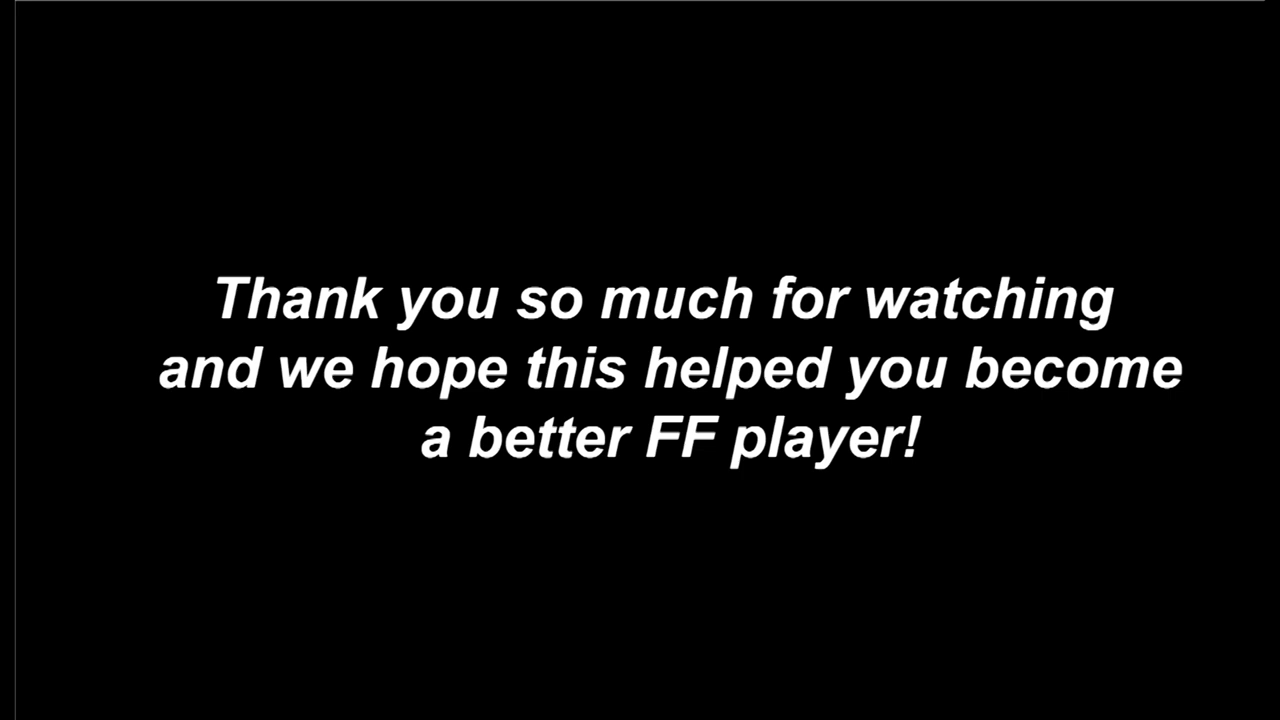 Thank you so much for watching
and we hope this helped you become
a better FF player!